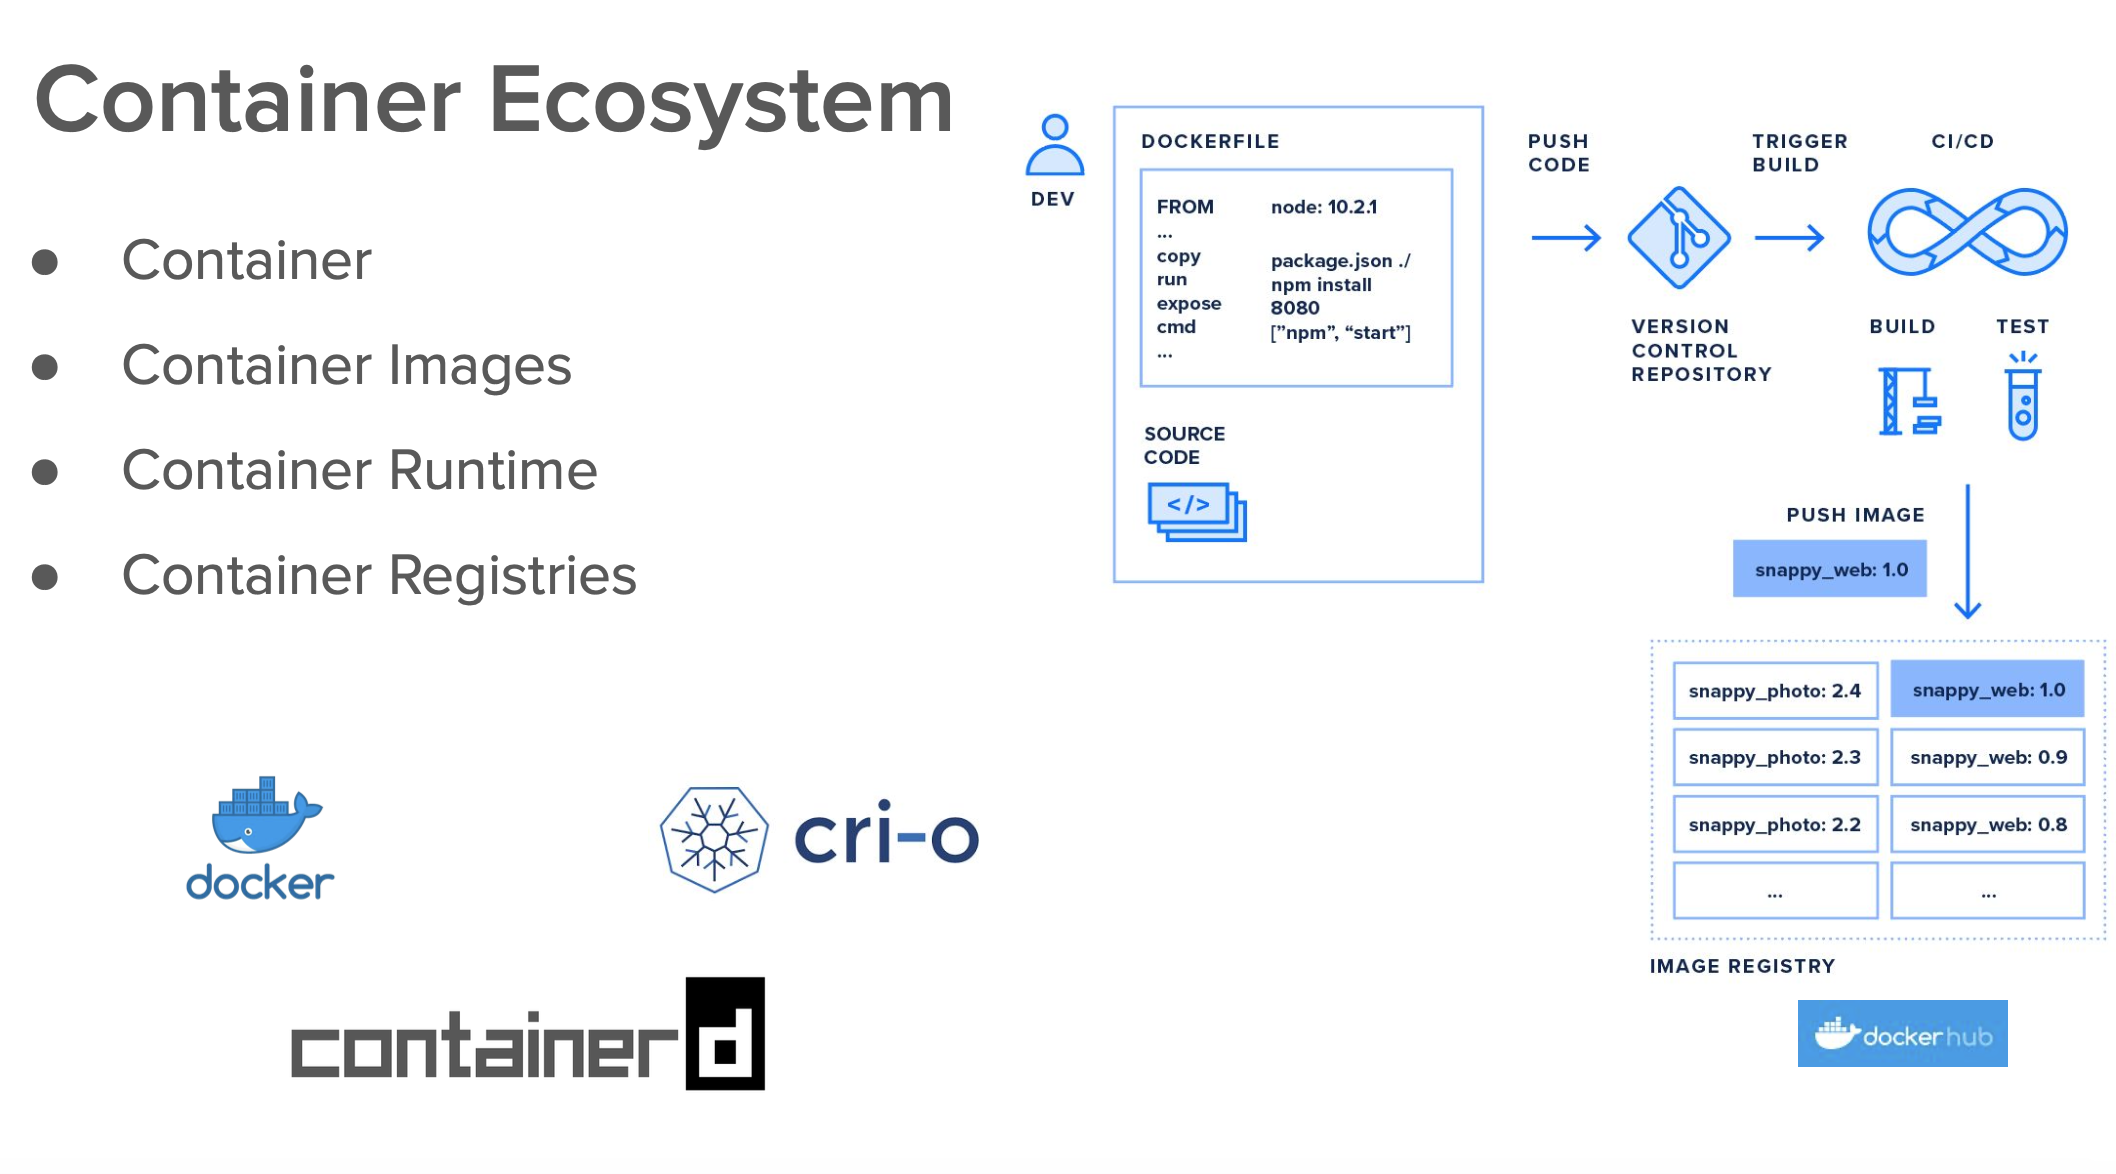 Container Ecosystem
● Container
● Container Images
● Container Runtime
● Container Registries
docker
cri-o
containerd
DEV
DOCKERFILE
FROM node: 10.2.1
...
copy package.json ./
run npm install
expose 8080
cmd ["npm", “start”]
...
SOURCE
CODE
</>
PUSH
CODE
VERSION
CONTROL
REPOSITORY
TRIGGER
BUILD
CI/CD
BUILD
TEST
PUSH IMAGE
snappy_web: 1.0
snappy_photo: 2.4 snappy_web: 1.0
snappy_photo: 2.3 snappy_web: 0.9
snappy_photo: 2.2 snappy_web: 0.8
... ...
IMAGE REGISTRY
dockerhub